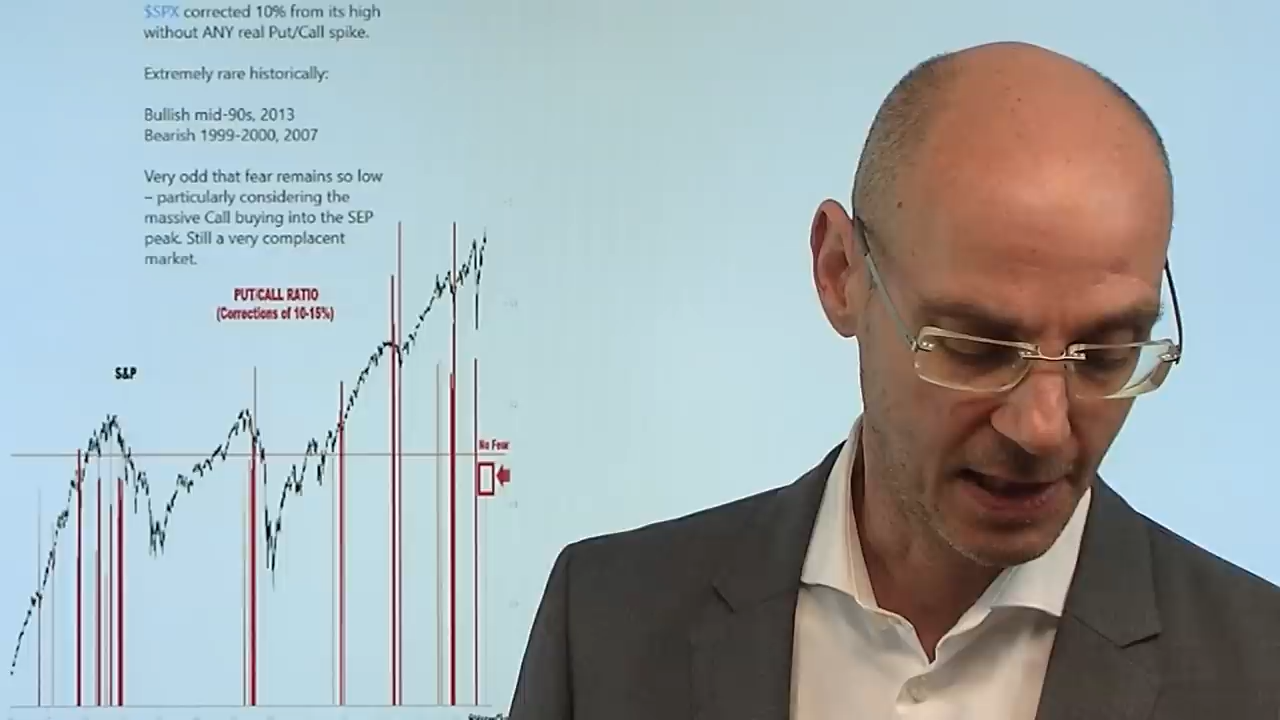 $SPX corrected 10% from its high
without ANY real Put/Call spike.
Extremely rare historically:
Bullish mid-90s, 2013
Bearish 1999-2000, 2007
Very odd that fear remains so low
– particularly considering the
massive Call buying into the SEP
peak. Still a very complacent
market.
PUT/CALL RATIO
(Corrections of 10-15%)
S&P
No Fear